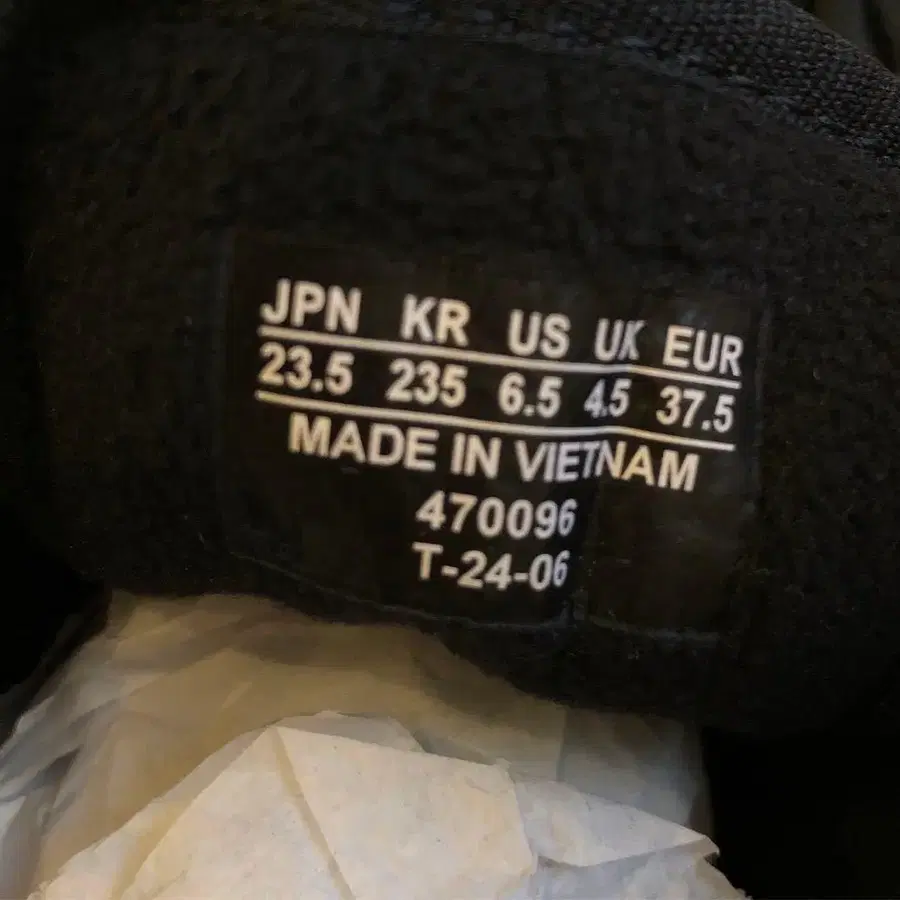 JPN KR US UK EUR
23.5 235 6.5 4.5 37.5
MADE IN VIETNAM
470096
T-24-06